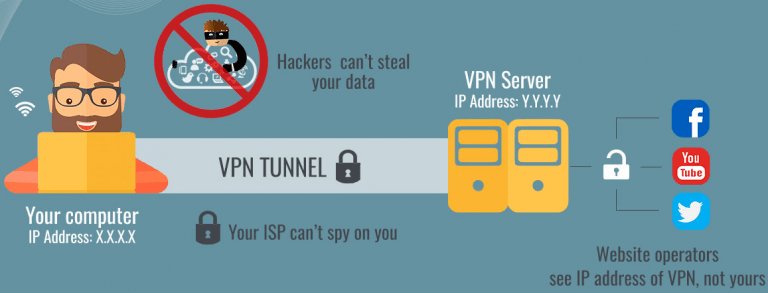 Hackers can't steal
your data
VPN Server
IP Address: Y.Y.Y.Y
f
You
Tube
VPN TUNNEL
Your computer
IP Address: X.X.X.X
Your ISP can't spy on you
Website operators
see IP address of VPN, not yours